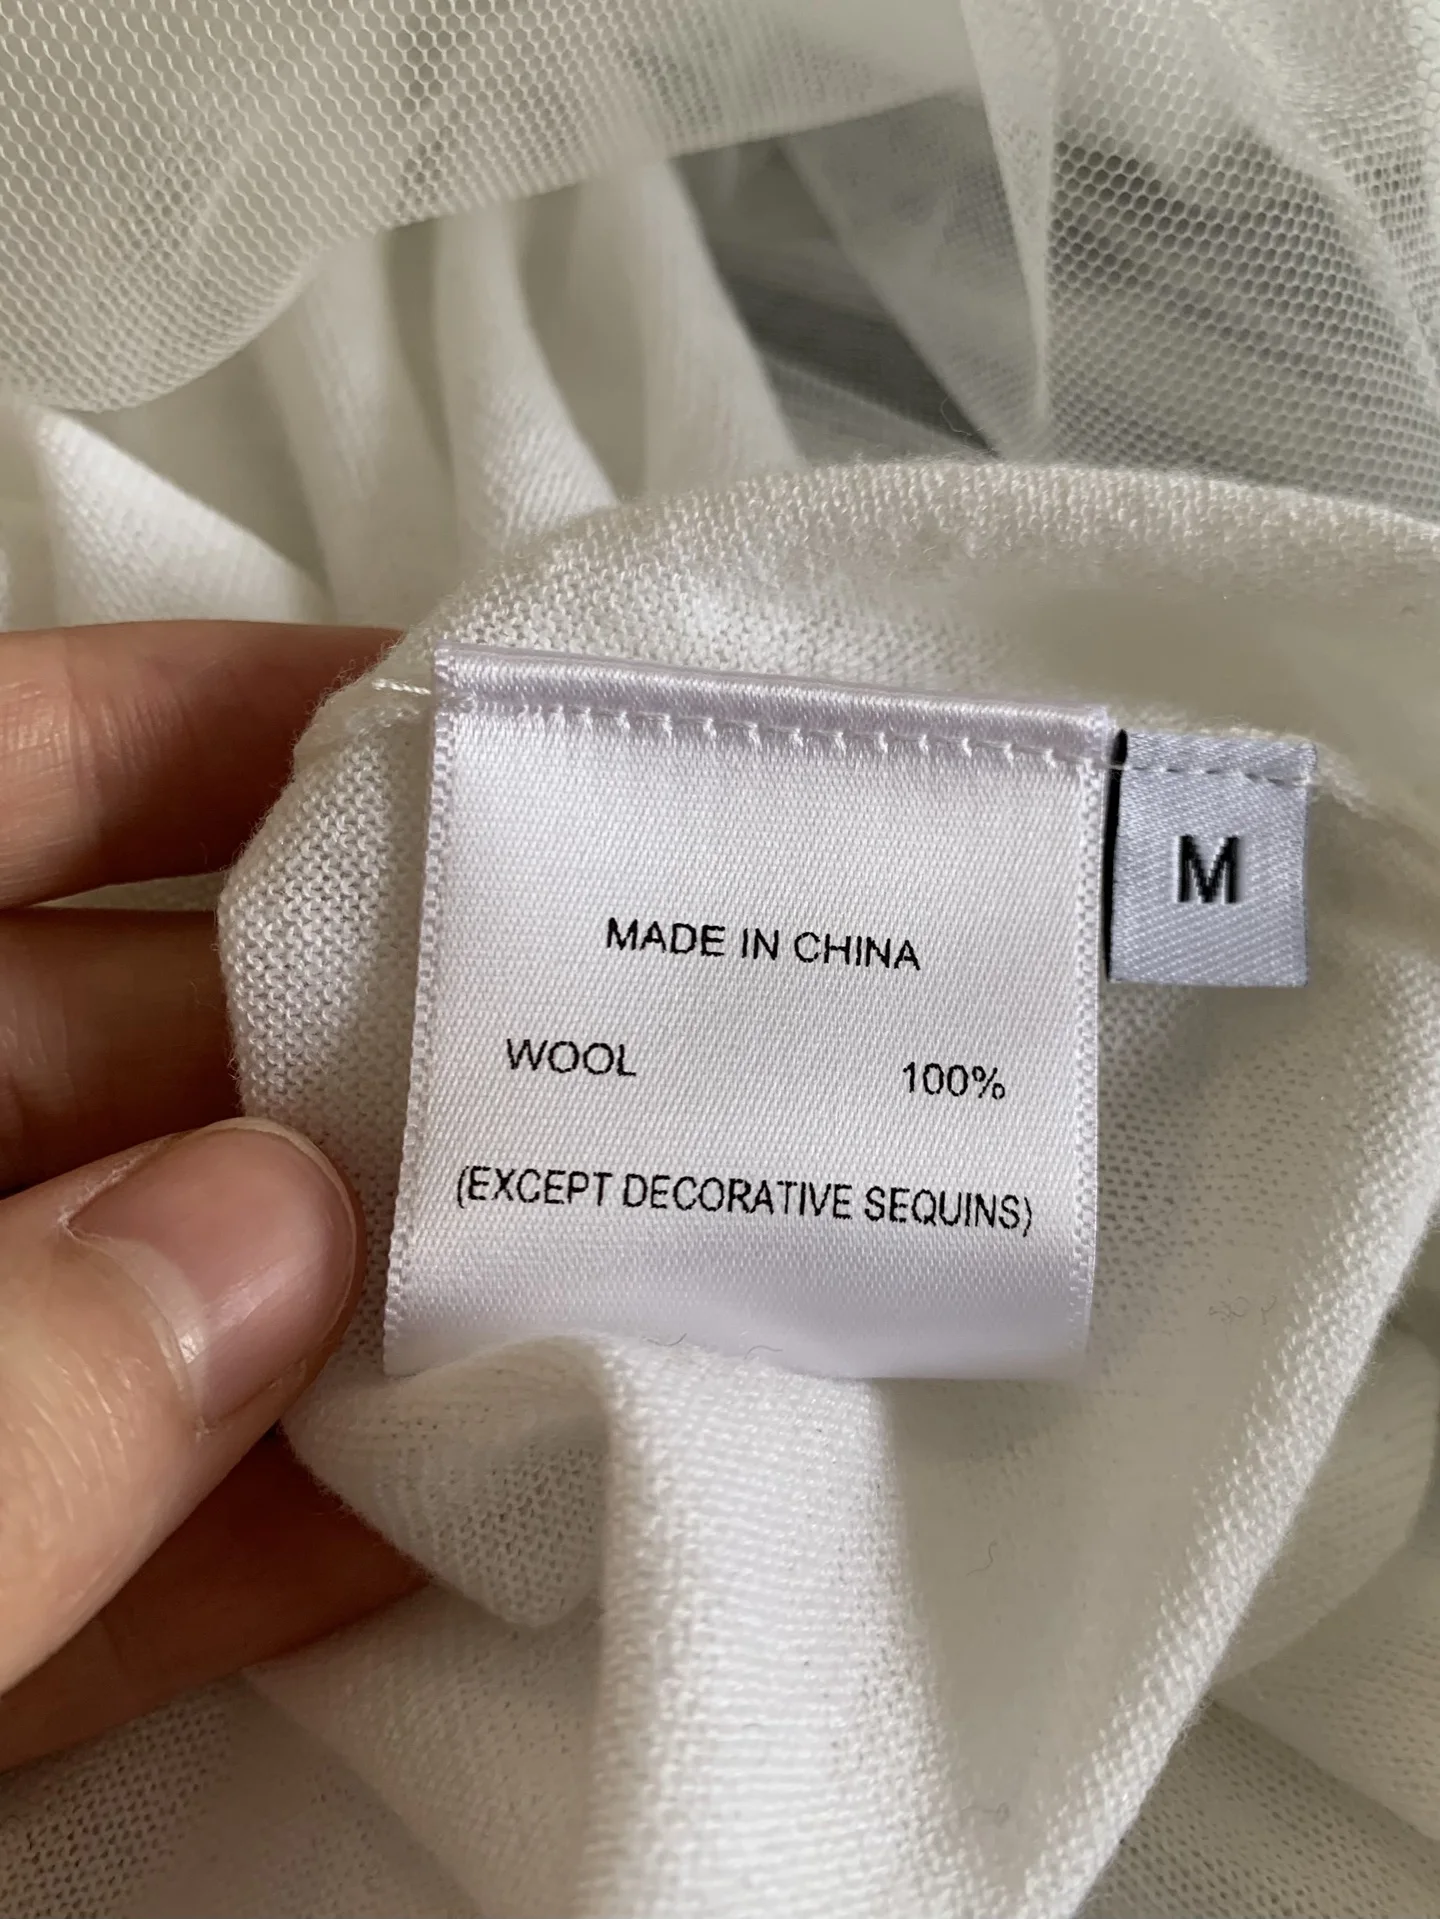 MADE IN CHINA
M
WOOL 100%
(EXCEPT DECORATIVE SEQUINS)